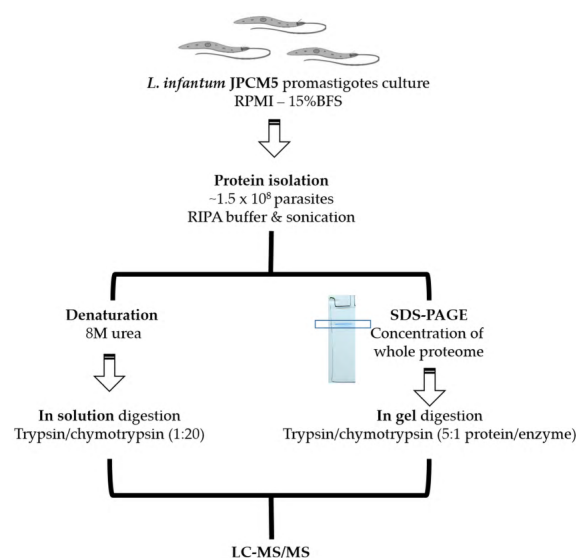 L. infantum JPCM5 promastigotes culture
RPMI – 15%BFS
Protein isolation
~1.5 x 10⁸ parasites
RIPA buffer & sonication
Denaturation
8M urea
SDS-PAGE
Concentration of
whole proteome
In solution digestion
Trypsin/chymotrypsin (1:20)
In gel digestion
Trypsin/chymotrypsin (5:1 protein/enzyme)
LC-MS/MS